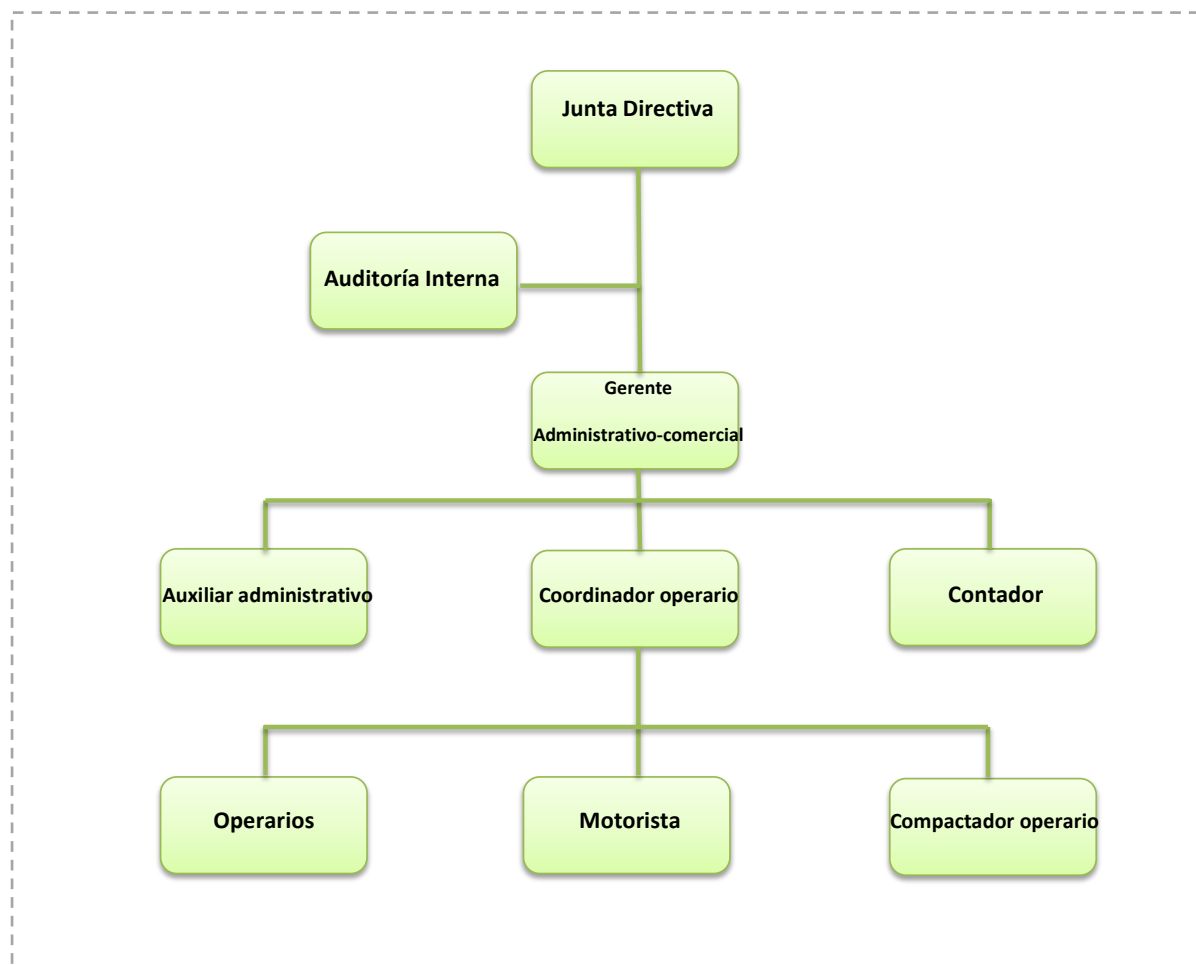 Junta Directiva
Auditoría Interna
Gerente
Administrativo-comercial
Auxiliar administrativo
Coordinador operario
Contador
Operarios
Motorista
Compactador operario